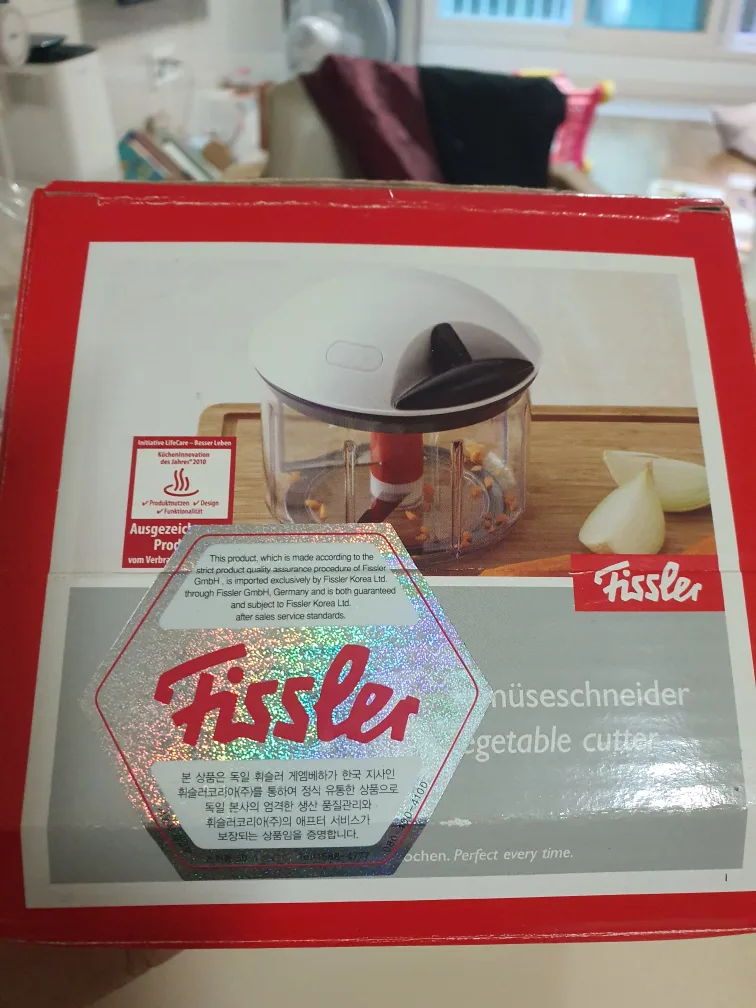 Initiative LifeCare – Besser Leben
Kücheninnovation
des Jahres® 2010
✓ Produktnutzen ✓ Design
✓ Funktionalität
vom
Fissler
This product, which is made according to the
strict product quality assurance procedure of Fissler
GmbH , is imported exclusively by Fissler Korea Ltd.
through Fissler GmbH, Germany and is both guaranteed
and subject to Fissler Korea Ltd.
after sales service standards.
Fissler
müseschneider
egetable cutter
본 상품은 독일 휘슬러 게엠베하가 한국 지사인
휘슬러코리아(주)를 통하여 정식 유통한 상품으로
독일 본사의 엄격한 생산 품질관리와
휘슬러코리아(주)의 애프터 서비스가
보장되는 상품임을 증명합니다.
ochen. Perfect every time.